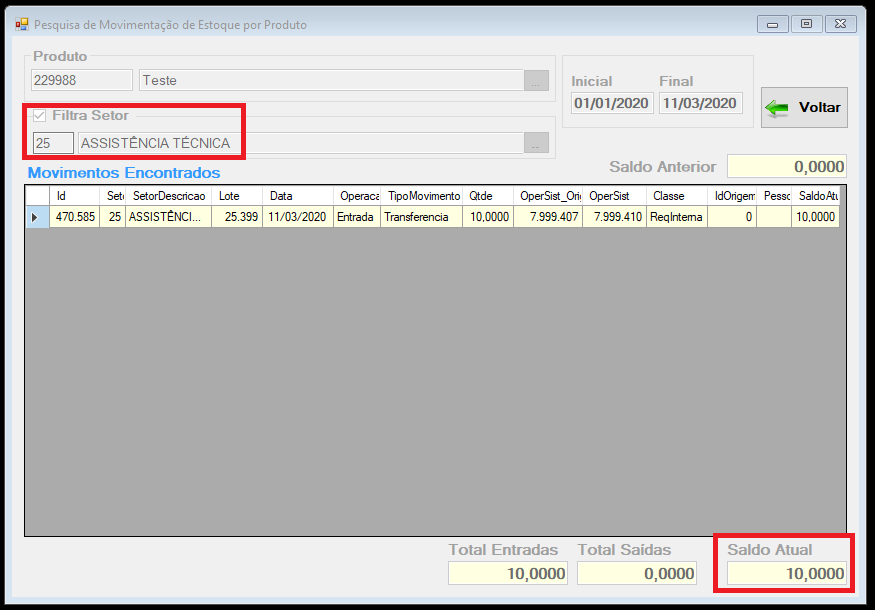 Pesquisa de Movimentação de Estoque por Produto
Produto
229988 Teste ...
Inicial Final
01/01/2020 11/03/2020
Voltar
Filtra Setor
25 ASSISTÊNCIA TÉCNICA ...
Saldo Anterior 0,0000
Movimentos Encontrados
Id Seto SetorDescricao Lote Data Operaca TipoMovimento Qtde OperSist_Ori OperSist Classe IdOrigem Pesso SaldoAtu
470.585 25 ASSISTÊNCI... 25.399 11/03/2020 Entrada Transferencia 10,0000 7.999.407 7.999.410 ReqInterna 0 10,0000
Total Entradas Total Saídas Saldo Atual
10,0000 0,0000 10,0000